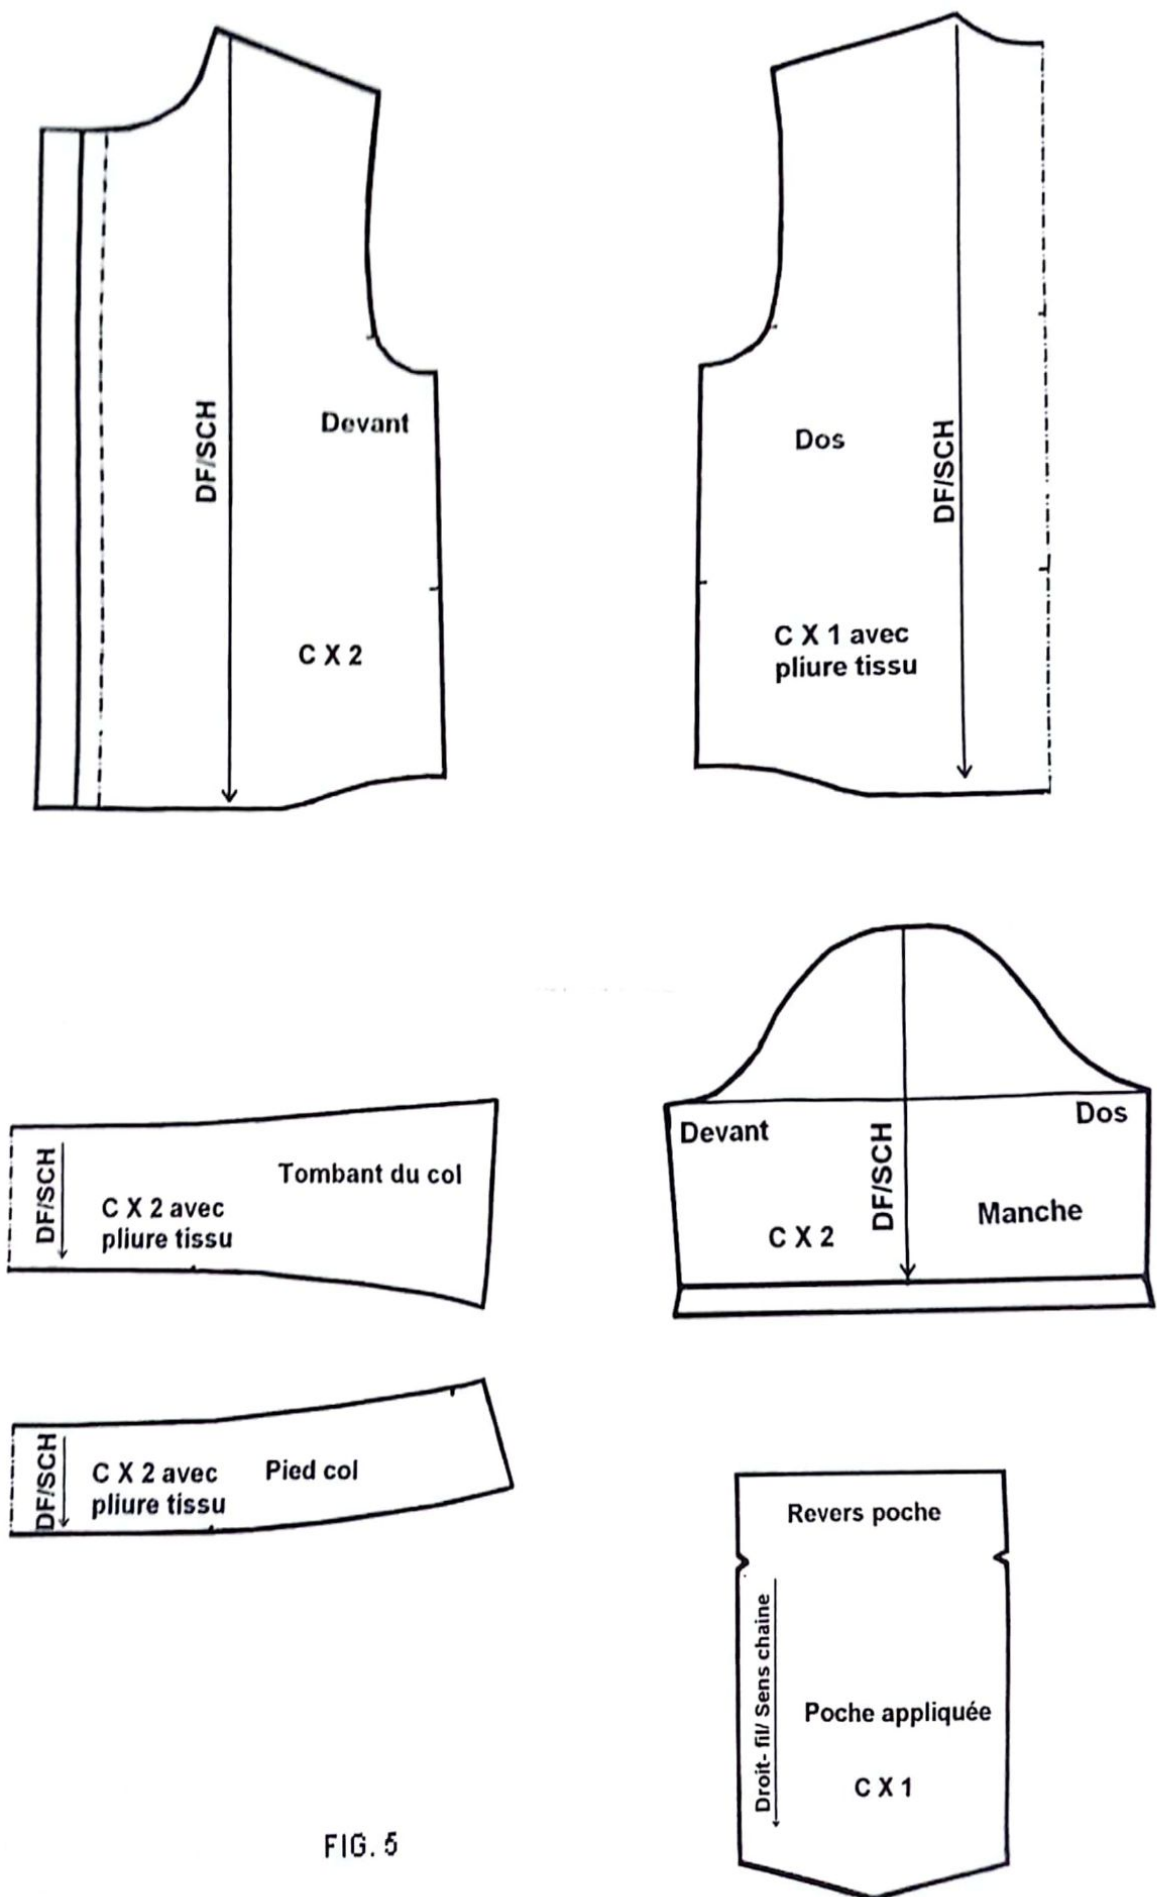 Devant
DF/SCH
C X 2
Dos
DF/SCH
C X 1 avec
pliure tissu
Tombant du col
DF/SCH
C X 2 avec
pliure tissu
Devant
Dos
DF/SCH
Manche
C X 2
Pied col
DF/SCH
C X 2 avec
pliure tissu
Revers poche
Droit- fil/ Sens chaine
Poche appliquée
C X 1
FIG. 5